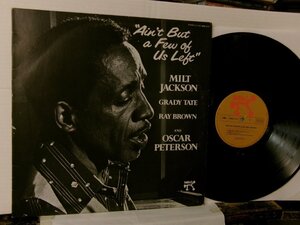 "Ain't But
a Few of
Us Left"
MILT
JACKSON
GRADY TATE
RAY BROWN
AND
OSCAR
PETERSON